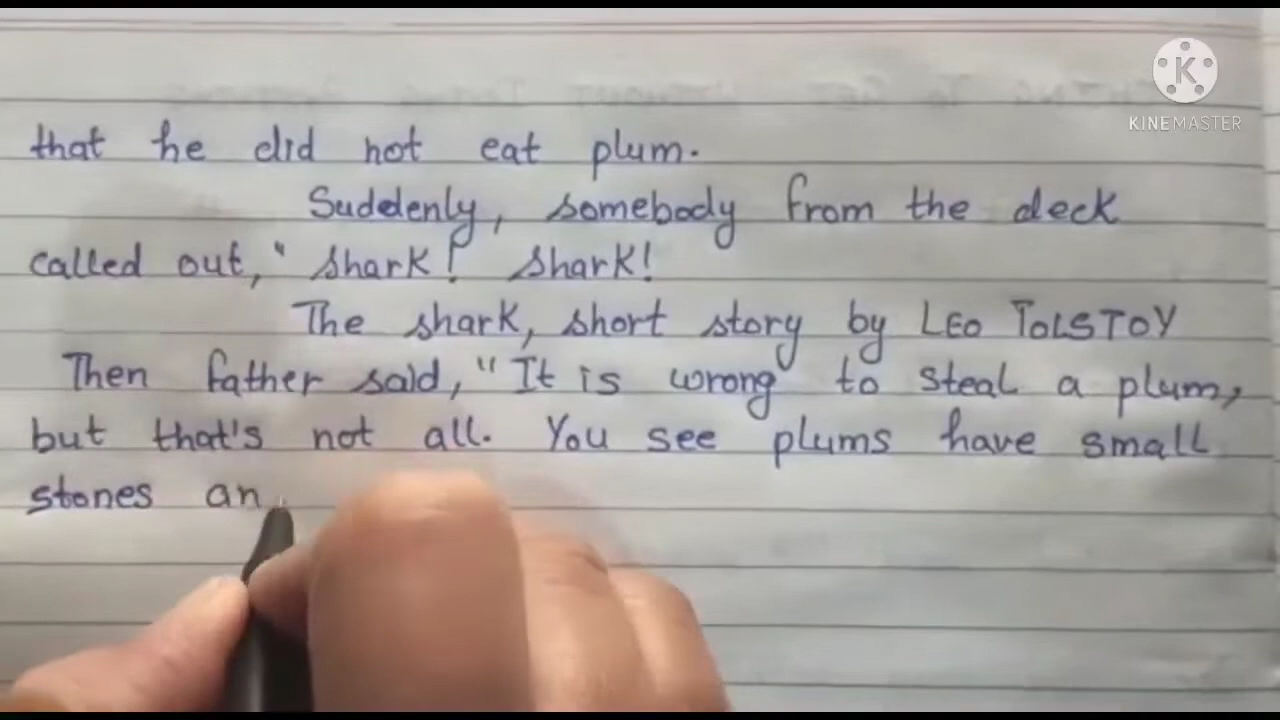 KINEMASTER
that he did not eat plum.
Suddenly, somebody from the deck
called out, " shark! shark!
The shark, short story by LEO TOLSTOY
Then father said, "It is wrong to steal a plum,
but that's not all. You see plums have small
stones an